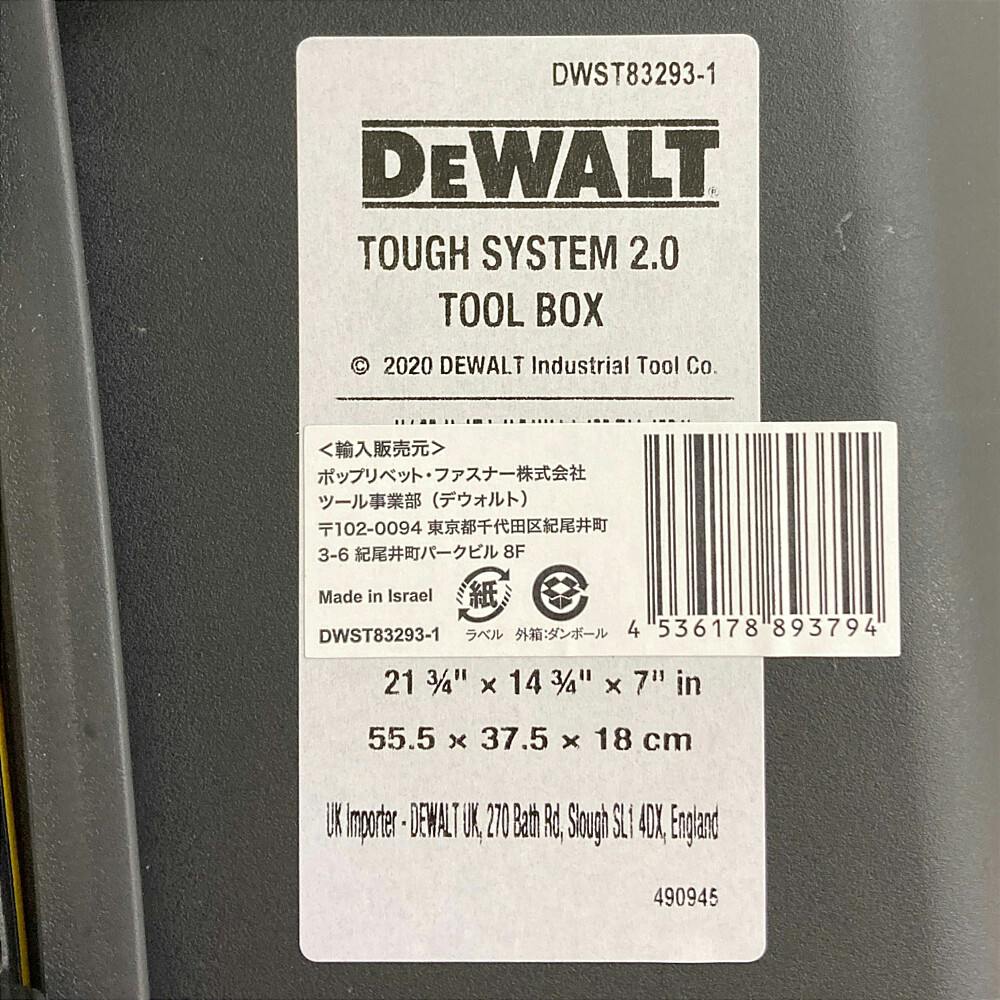 DWST83293-1
DEWALT®
TOUGH SYSTEM 2.0
TOOL BOX
© 2020 DEWALT Industrial Tool Co.
＜輸入販売元＞
ポップリベット・ファスナー株式会社
ツール事業部（デウォルト）
〒102-0094 東京都千代田区紀尾井町
3-6 紀尾井町パークビル 8F
Made in Israel
紙
DWST83293-1
ラベル
外箱:ダンボール
4 536178 893794
21 ¾" × 14 ¾" × 7" in
55.5 × 37.5 × 18 cm
UK Importer - DEWALT UK, 270 Bath Rd, Slough SL1 4DX, England
490945